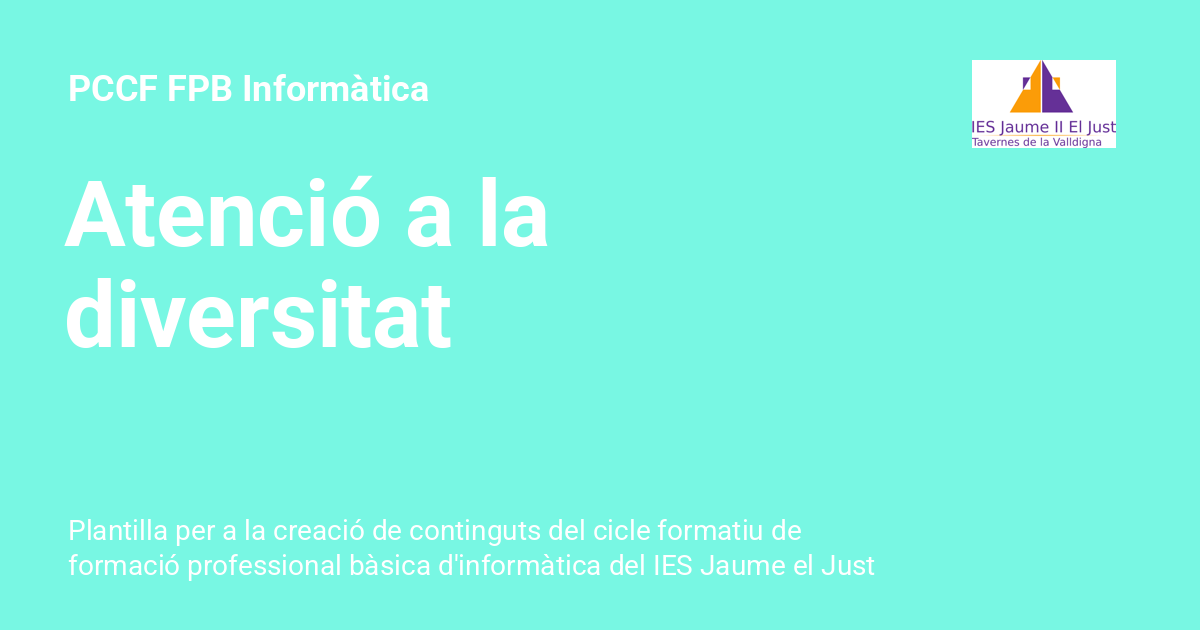 PCCF FPB Informàtica
IES Jaume II El Just
Tavernes de la Valldigna
Atenció a la
diversitat
Plantilla per a la creació de continguts del cicle formatiu de
formació professional bàsica d'informàtica del IES Jaume el Just